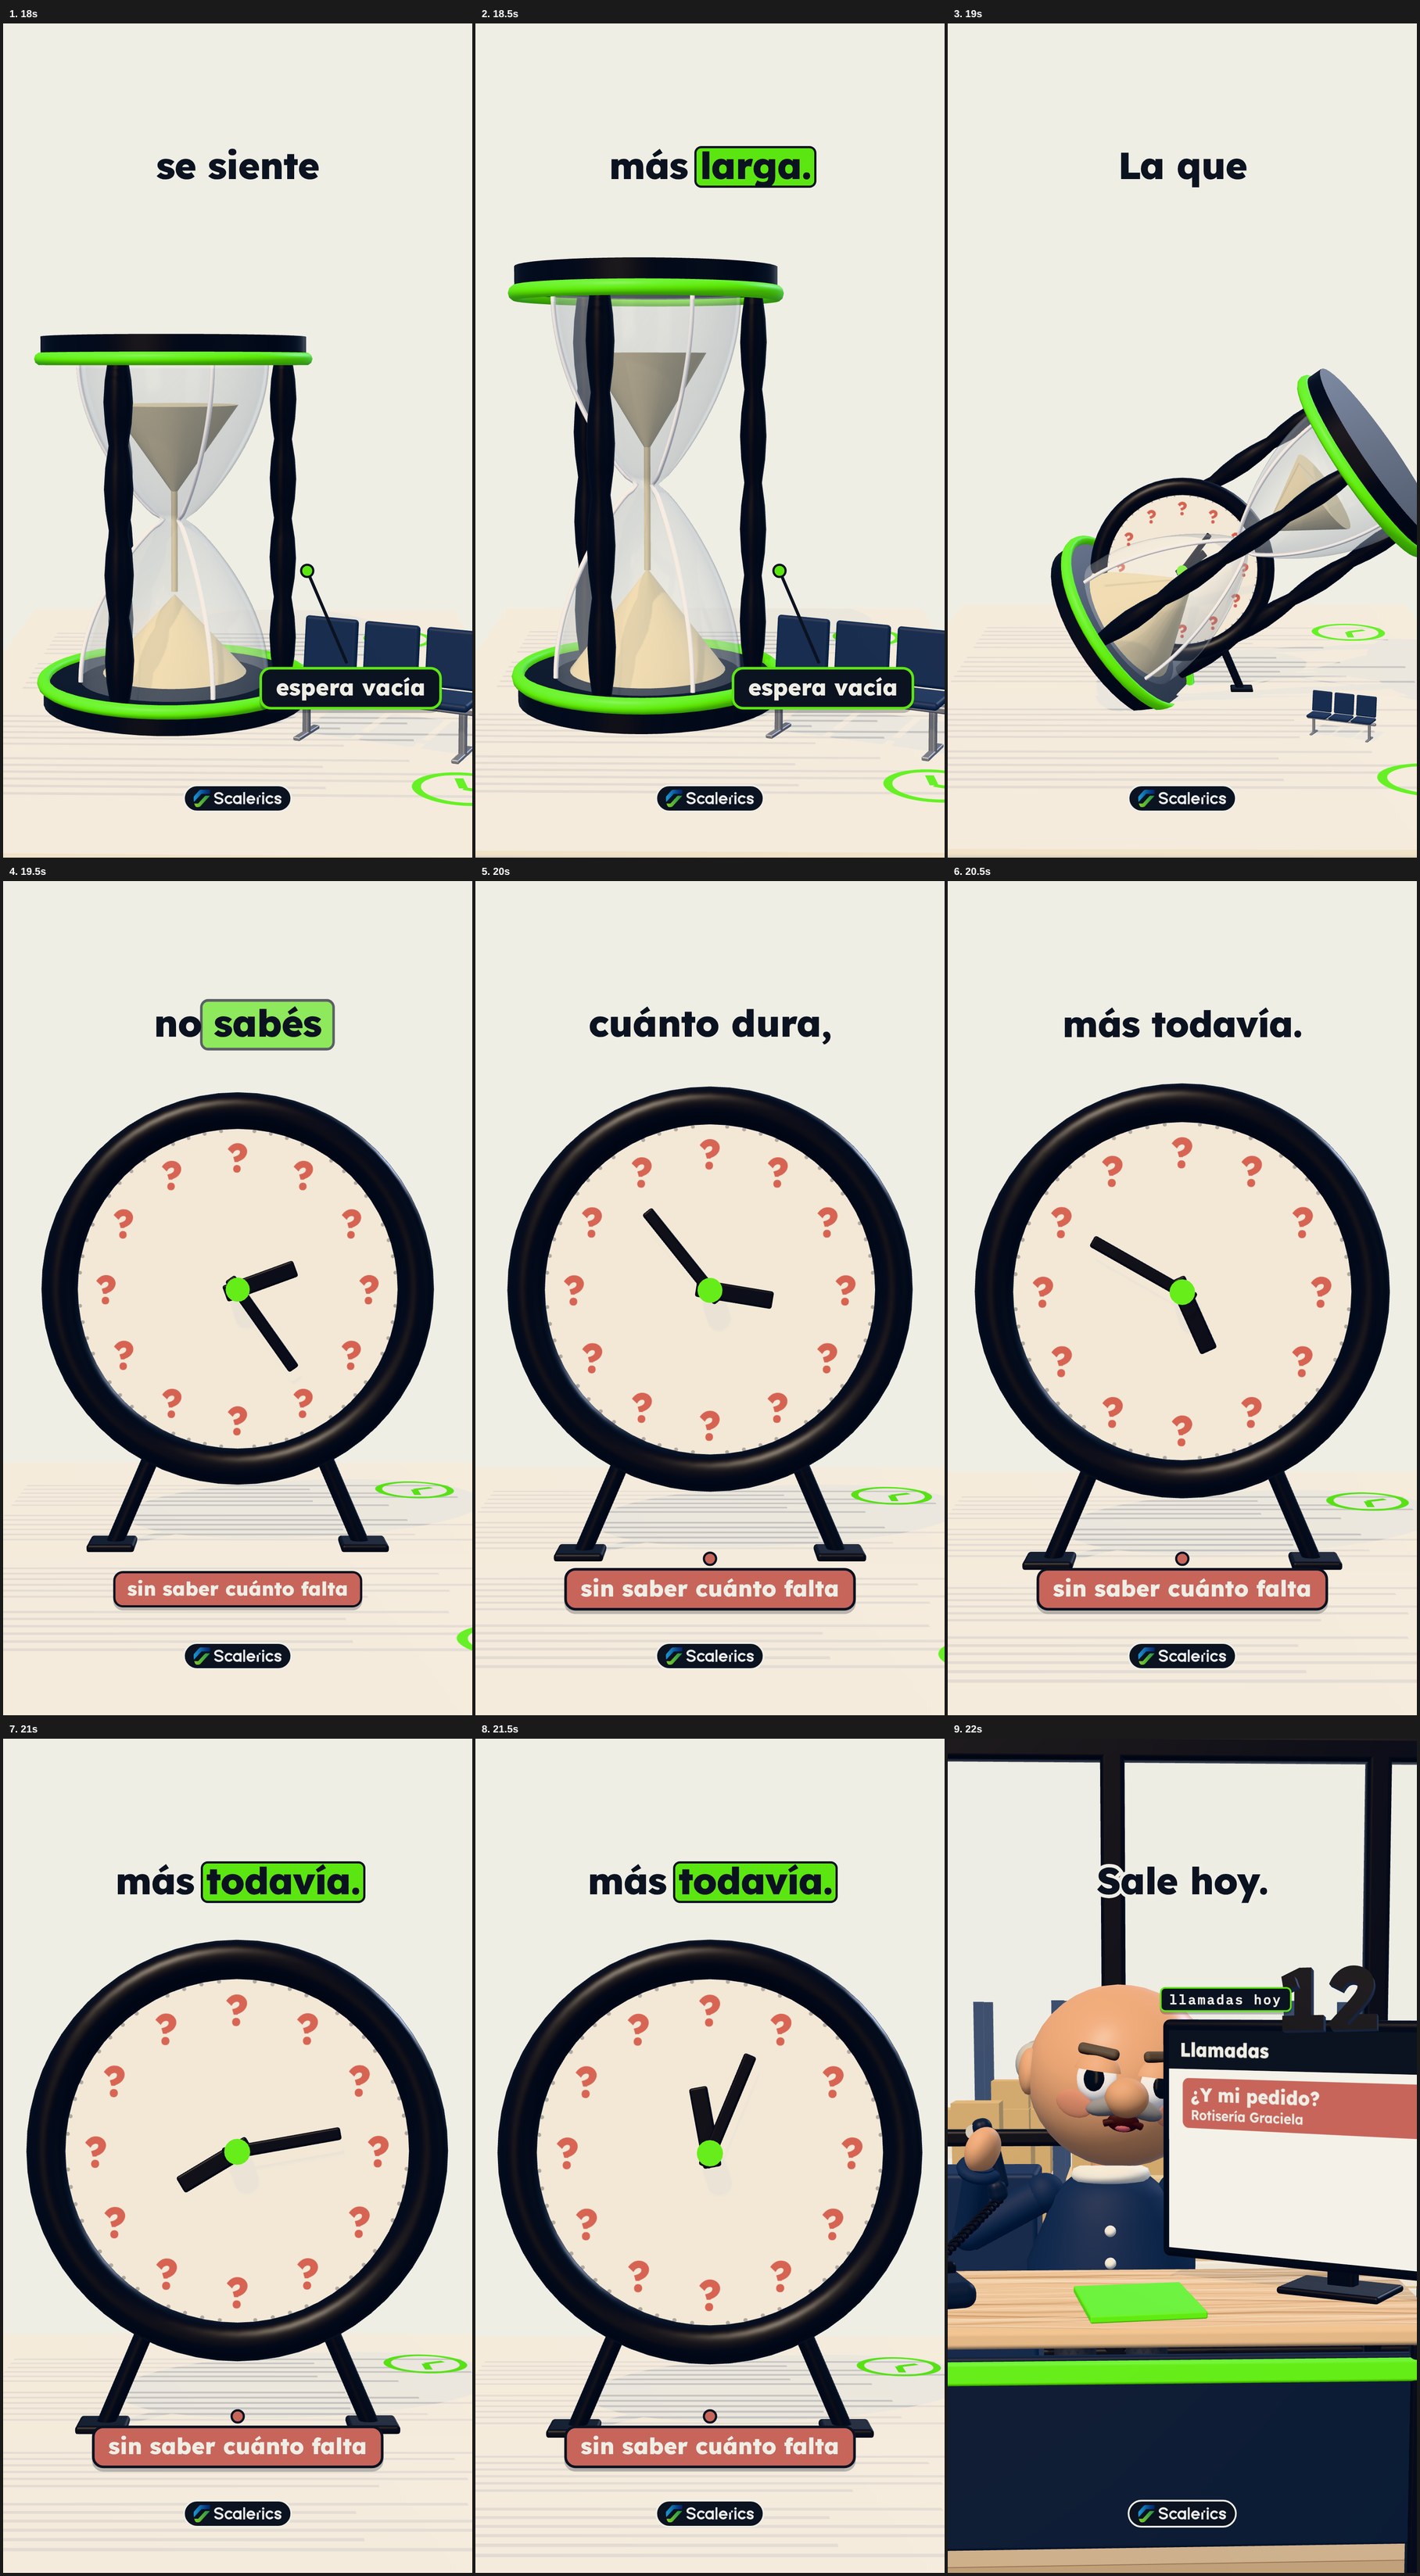 1. 18s
se siente
espera vacía
Scalerics
2. 18.5s
más larga.
espera vacía
Scalerics
3. 19s
La que
? ? ? ? ? ? ? ? ?
Scalerics
4. 19.5s
no sabés
? ? ? ? ? ? ? ? ? ? ? ?
sin saber cuánto falta
Scalerics
5. 20s
cuánto dura,
? ? ? ? ? ? ? ? ? ? ? ?
sin saber cuánto falta
Scalerics
6. 20.5s
más todavía.
? ? ? ? ? ? ? ? ? ? ? ?
sin saber cuánto falta
Scalerics
7. 21s
más todavía.
? ? ? ? ? ? ? ? ? ? ? ?
sin saber cuánto falta
Scalerics
8. 21.5s
más todavía.
? ? ? ? ? ? ? ? ? ? ? ?
sin saber cuánto falta
Scalerics
9. 22s
Sale hoy.
llamadas hoy
12
Llamadas
¿Y mi pedido?
Rotisería Graciela
Scalerics